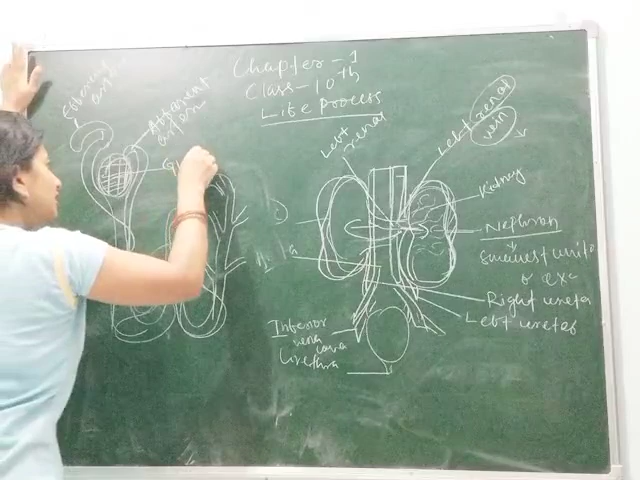 Chapter - 1
Class - 10th
Life Process
Efferent
Afferent
Left
renal
Left renal
vein
Kidney
Nephron
Smallest unit
Right ureter
Left ureter
Inferior
vena
cava
Urethra